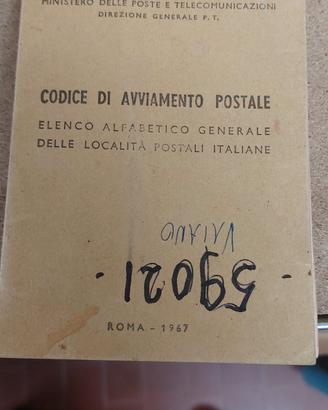 MINISTERO DELLE POSTE E TELECOMUNICAZIONI
DIREZIONE GENERALE P. T.
CODICE DI AVVIAMENTO POSTALE
ELENCO ALFABETICO GENERALE
DELLE LOCALITÀ POSTALI ITALIANE
VAIANO
59021
ROMA - 1967